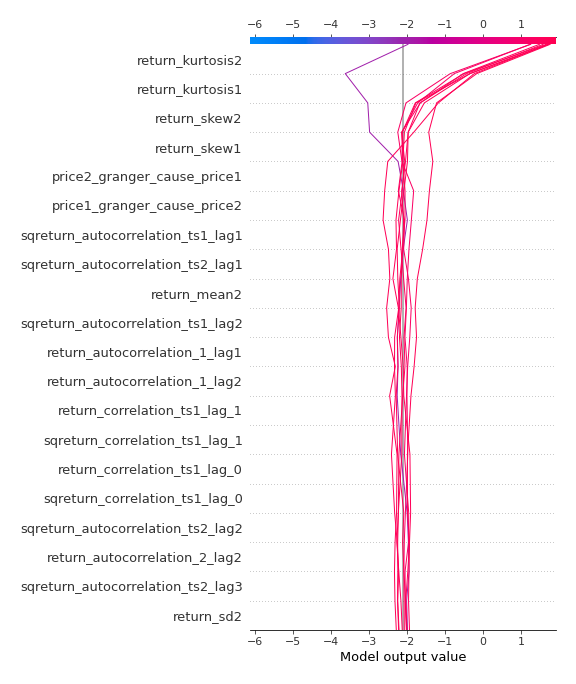 −6 −5 −4 −3 −2 −1 0 1
return_kurtosis2
return_kurtosis1
return_skew2
return_skew1
price2_granger_cause_price1
price1_granger_cause_price2
sqreturn_autocorrelation_ts1_lag1
sqreturn_autocorrelation_ts2_lag1
return_mean2
sqreturn_autocorrelation_ts1_lag2
return_autocorrelation_1_lag1
return_autocorrelation_1_lag2
return_correlation_ts1_lag_1
sqreturn_correlation_ts1_lag_1
return_correlation_ts1_lag_0
sqreturn_correlation_ts1_lag_0
sqreturn_autocorrelation_ts2_lag2
return_autocorrelation_2_lag2
sqreturn_autocorrelation_ts2_lag3
return_sd2
−6 −5 −4 −3 −2 −1 0 1
Model output value